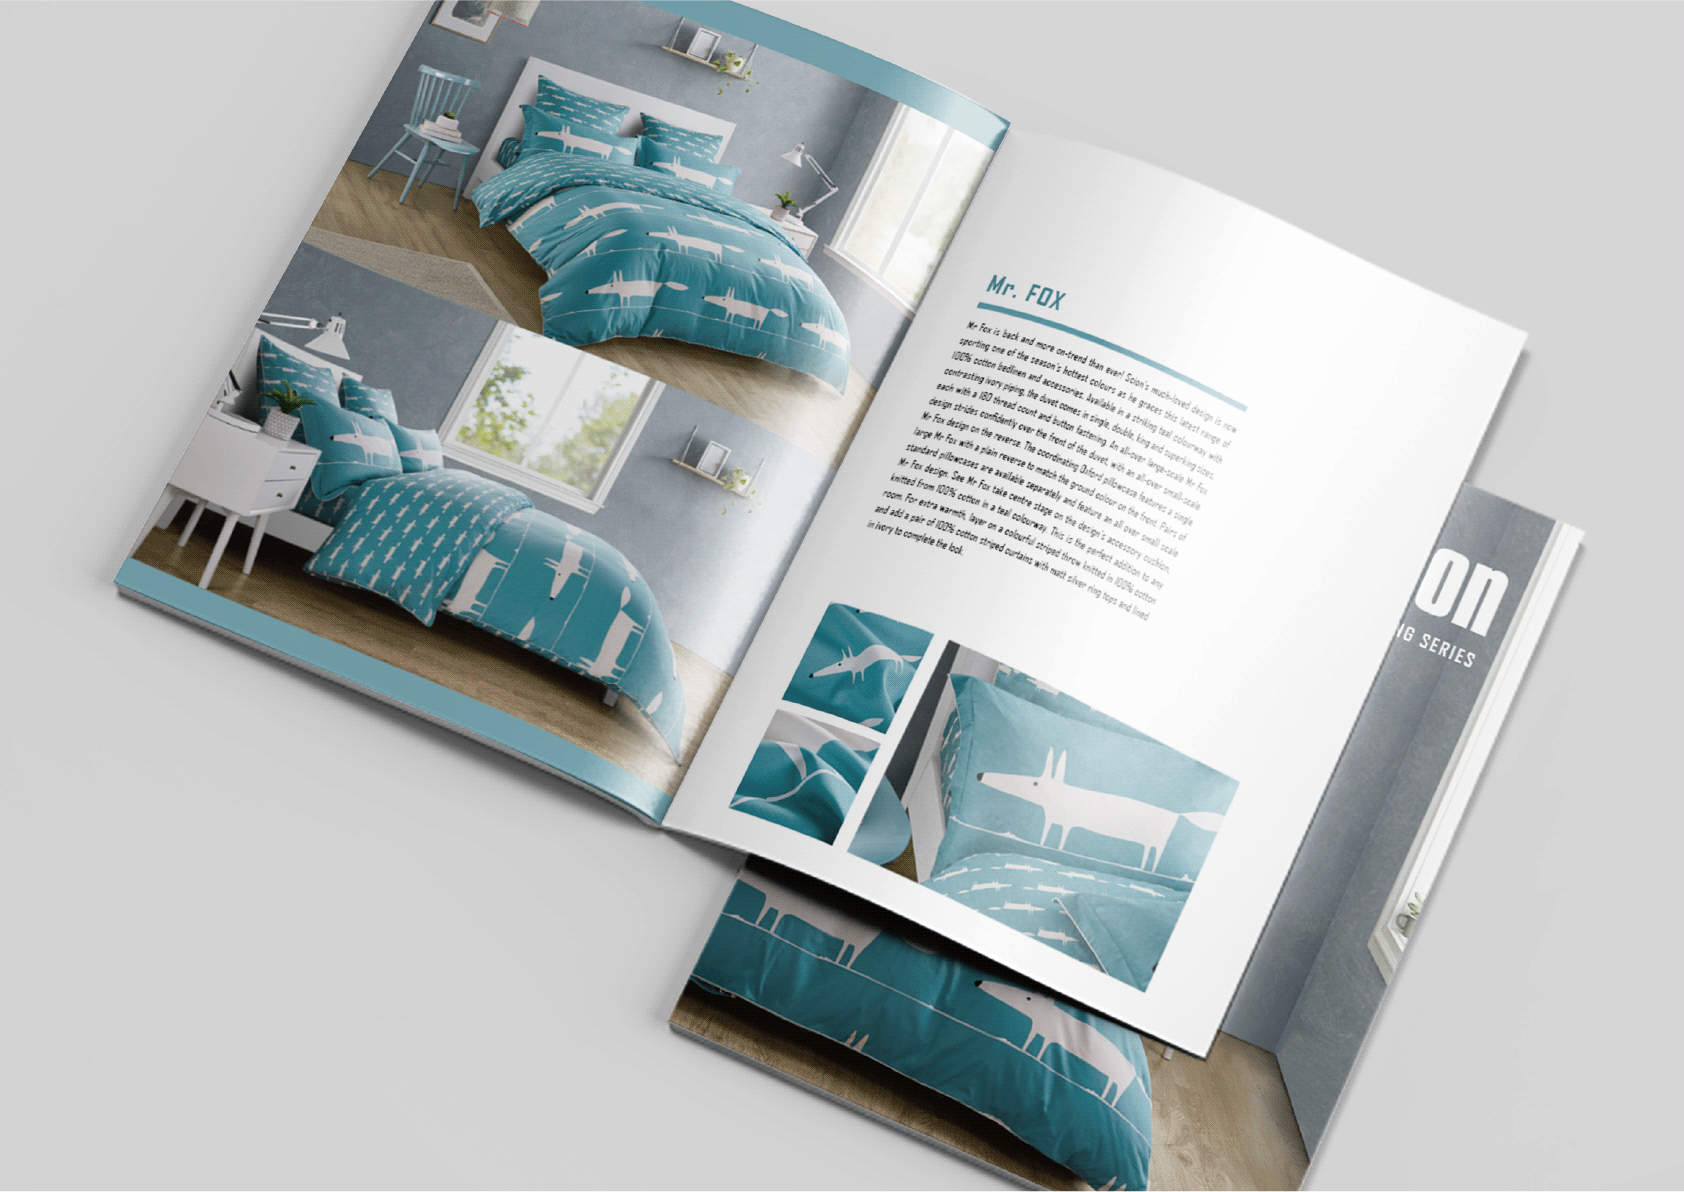 Mr. FOX
Mr Fox is back and more on-trend than ever! Scion's much-loved design is now
sporting one of the season's hottest colours as he graces this latest range of
100% cotton bedlinen and accessories. Available in a striking teal colourway with
contrasting ivory piping, the duvet comes in single, double, king and superking sizes,
each with a 180 thread count and button fastening. An all-over large-scale Mr Fox
design strides confidently over the front of the duvet, with an all-over small-scale
Mr Fox design on the reverse. The coordinating Oxford pillowcase features a single
large Mr Fox with a plain reverse to match the ground colour on the front. Pairs of
standard pillowcases are available separately and feature an all over small scale
Mr Fox design. See Mr Fox take centre stage on the design's accessory cushion,
knitted from 100% cotton in a teal colourway. This is the perfect addition to any
room. For extra warmth, layer on a colourful striped throw knitted in 100% cotton
and add a pair of 100% cotton striped curtains with matt silver ring tops and lined
in ivory to complete the look.
on
NG SERIES